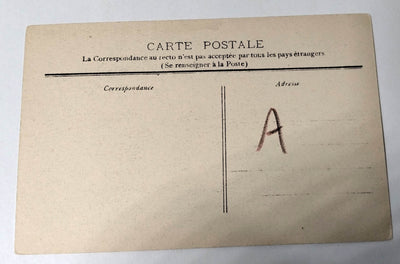 CARTE POSTALE
La Correspondance au recto n'est pas acceptée par tous les pays étrangers
(Se renseigner à la Poste)
Correspondance
Adresse
A